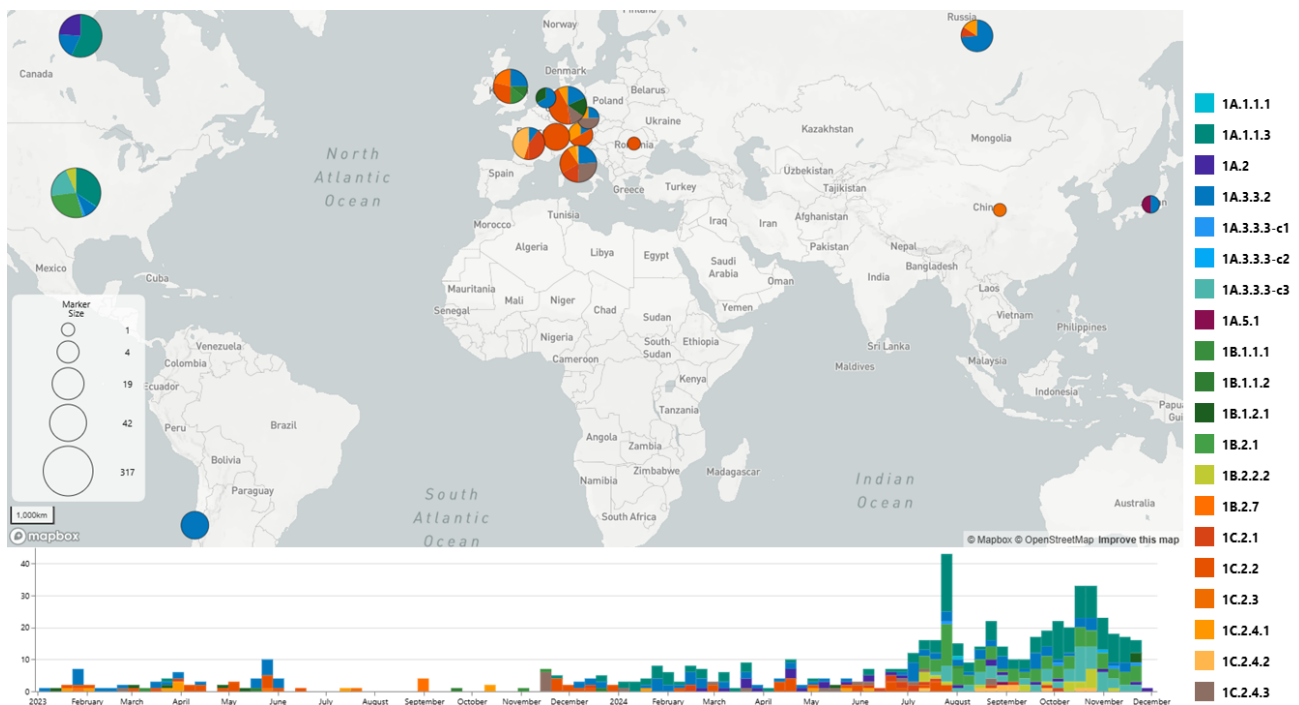 Russia
Norway
Finland
Canada
Denmark
Poland
Belarus
Ukraine
Kazakhstan
Mongolia
North
Atlantic
Ocean
Spain
Romania
Greece
Turkey
Uzbekistan
Tajikistan
China
Tunisia
Morocco
Algeria
Libya
Egypt
Iraq
Iran
Afghanistan
Pakistan
Nepal
Bangladesh
India
Saudi
Arabia
Oman
Yemen
Mexico
Cuba
Mauritania
Mali
Niger
Chad
Sudan
Senegal
Nigeria
South
Sudan
Ethiopia
Cameroon
Kenya
Tanzania
Laos
Vietnam
Philippines
Sri Lanka
Maldives
Malaysia
Indonesia
Papua
Venezuela
Colombia
Ecuador
Peru
Brazil
Bolivia
Paraguay
Angola
Zambia
Zimbabwe
Namibia
Madagascar
South Africa
South
Atlantic
Ocean
Indian
Ocean
Australia
Marker
Size
1
4
19
42
317
1,000km
mapbox
© Mapbox © OpenStreetMap Improve this map
1A.1.1.1
1A.1.1.3
1A.2
1A.3.3.2
1A.3.3.3-c1
1A.3.3.3-c2
1A.3.3.3-c3
1A.5.1
1B.1.1.1
1B.1.1.2
1B.1.2.1
1B.2.1
1B.2.2.2
1B.2.7
1C.2.1
1C.2.2
1C.2.3
1C.2.4.1
1C.2.4.2
1C.2.4.3
40
30
20
10
0
2023 February March April May June July August September October November December 2024 February March April May June July August September October November December